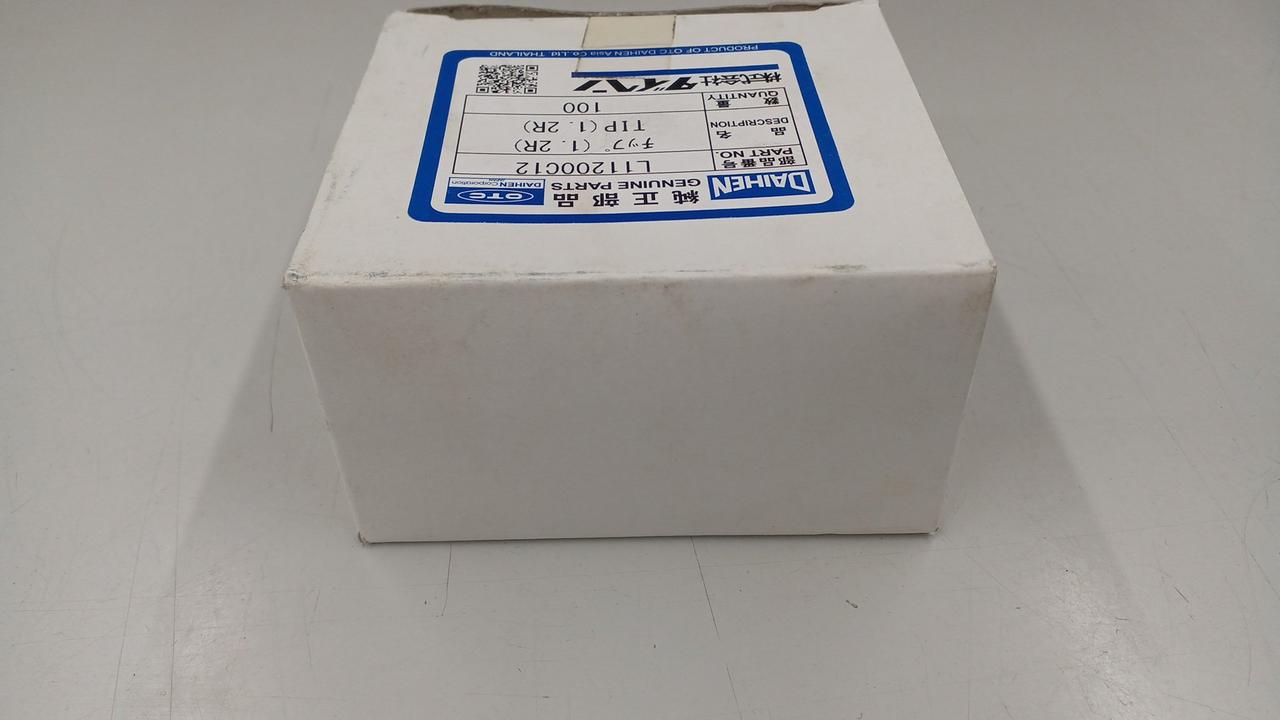 DAIHEN
純正部品
GENUINE PARTS
OTC
DAIHEN Corporation
JAPAN
部品番号
PART NO.
L11200C12
品名
DESCRIPTION
チップ(1.2R)
TIP(1.2R)
数量
QUANTITY
100
株式会社ダイヘン
PRODUCT OF OTC DAIHEN Asia Co.,Ltd. THAILAND